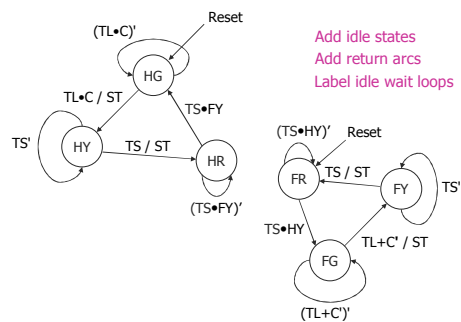 Reset
(TL•C)'
HG
TL•C / ST
TS•FY
TS'
HY
TS / ST
HR
(TS•FY)’
Add idle states
Add return arcs
Label idle wait loops
(TS•HY)’
Reset
TS / ST
FR
FY
TS'
TS•HY
TL+C' / ST
FG
(TL+C')'